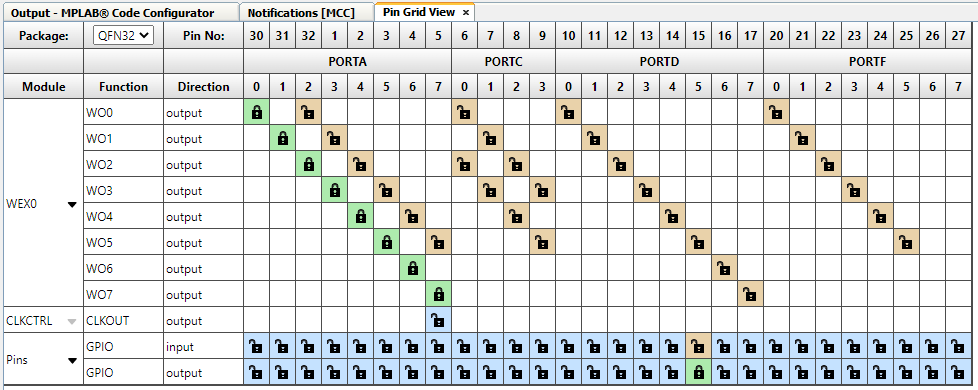 Output - MPLAB® Code Configurator Notifications [MCC] Pin Grid View ×
Package: QFN32 Pin No: 30 31 32 1 2 3 4 5 6 7 8 9 10 11 12 13 14 15 16 17 20 21 22 23 24 25 26 27
PORTA PORTC PORTD PORTF
Module Function Direction 0 1 2 3 4 5 6 7 0 1 2 3 0 1 2 3 4 5 6 7 0 1 2 3 4 5 6 7
WO0 output
WO1 output
WO2 output
WO3 output
WEX0
WO4 output
WO5 output
WO6 output
WO7 output
CLKCTRL CLKOUT output
GPIO input
Pins
GPIO output